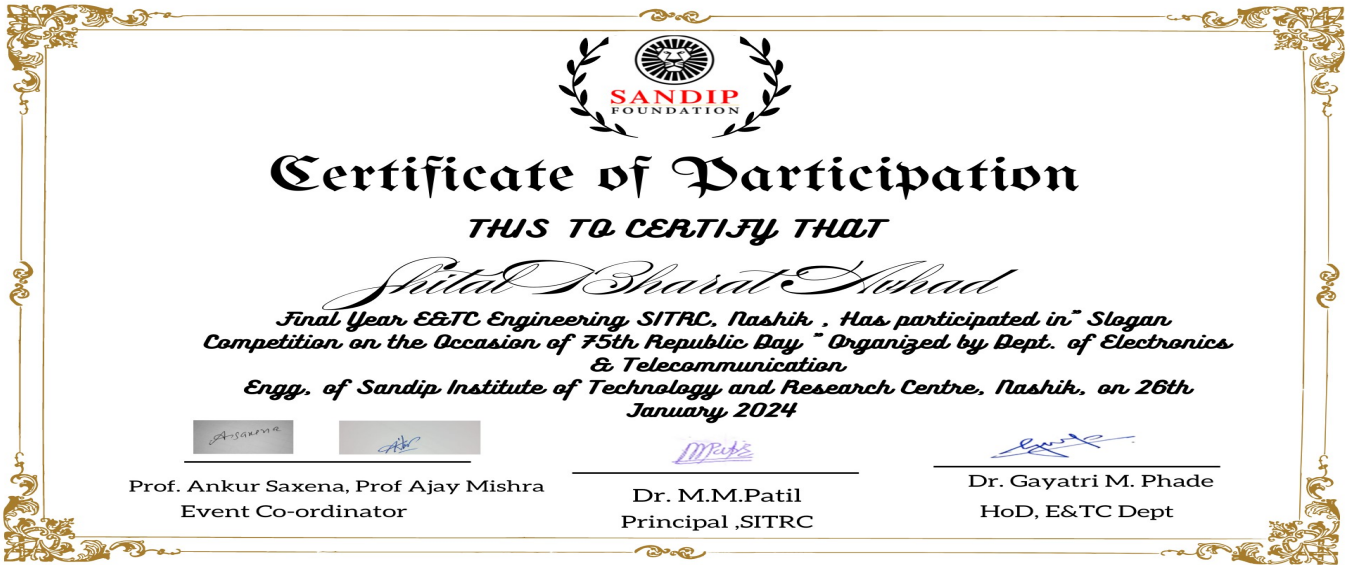 SANDIP
FOUNDATION
Certificate of Participation
THIS TO CERTIFY THAT
Shital Bharat Avhad
Final Year E&TC Engineering SITRC, Nashik , Has participated in" Slogan
Competition on the Occasion of 75th Republic Day " Organized by Dept. of Electronics
& Telecommunication
Engg, of Sandip Institute of Technology and Research Centre, Nashik, on 26th
January 2024
Asaxena
Prof. Ankur Saxena, Prof Ajay Mishra
Event Co-ordinator
Dr. M.M.Patil
Principal ,SITRC
Dr. Gayatri M. Phade
HoD, E&TC Dept